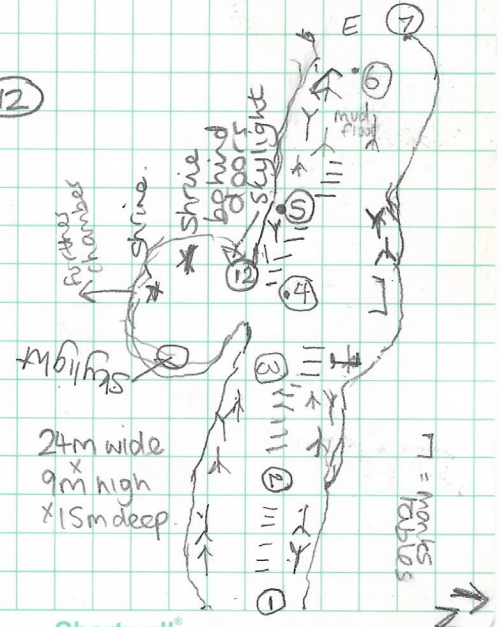 E
7
6
mud
floor
5
12
4
3
2
1
12
shrine
behind
door
skylight
shrine
further
chamber
skylight
24m wide
x
9m high
x 15m deep.
= monks
tables